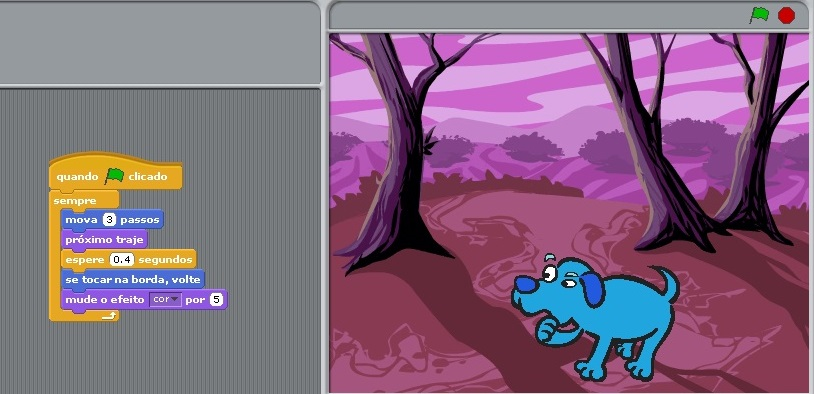 quando clicado
sempre
mova 3 passos
próximo traje
espere 0.4 segundos
se tocar na borda, volte
mude o efeito cor por 5